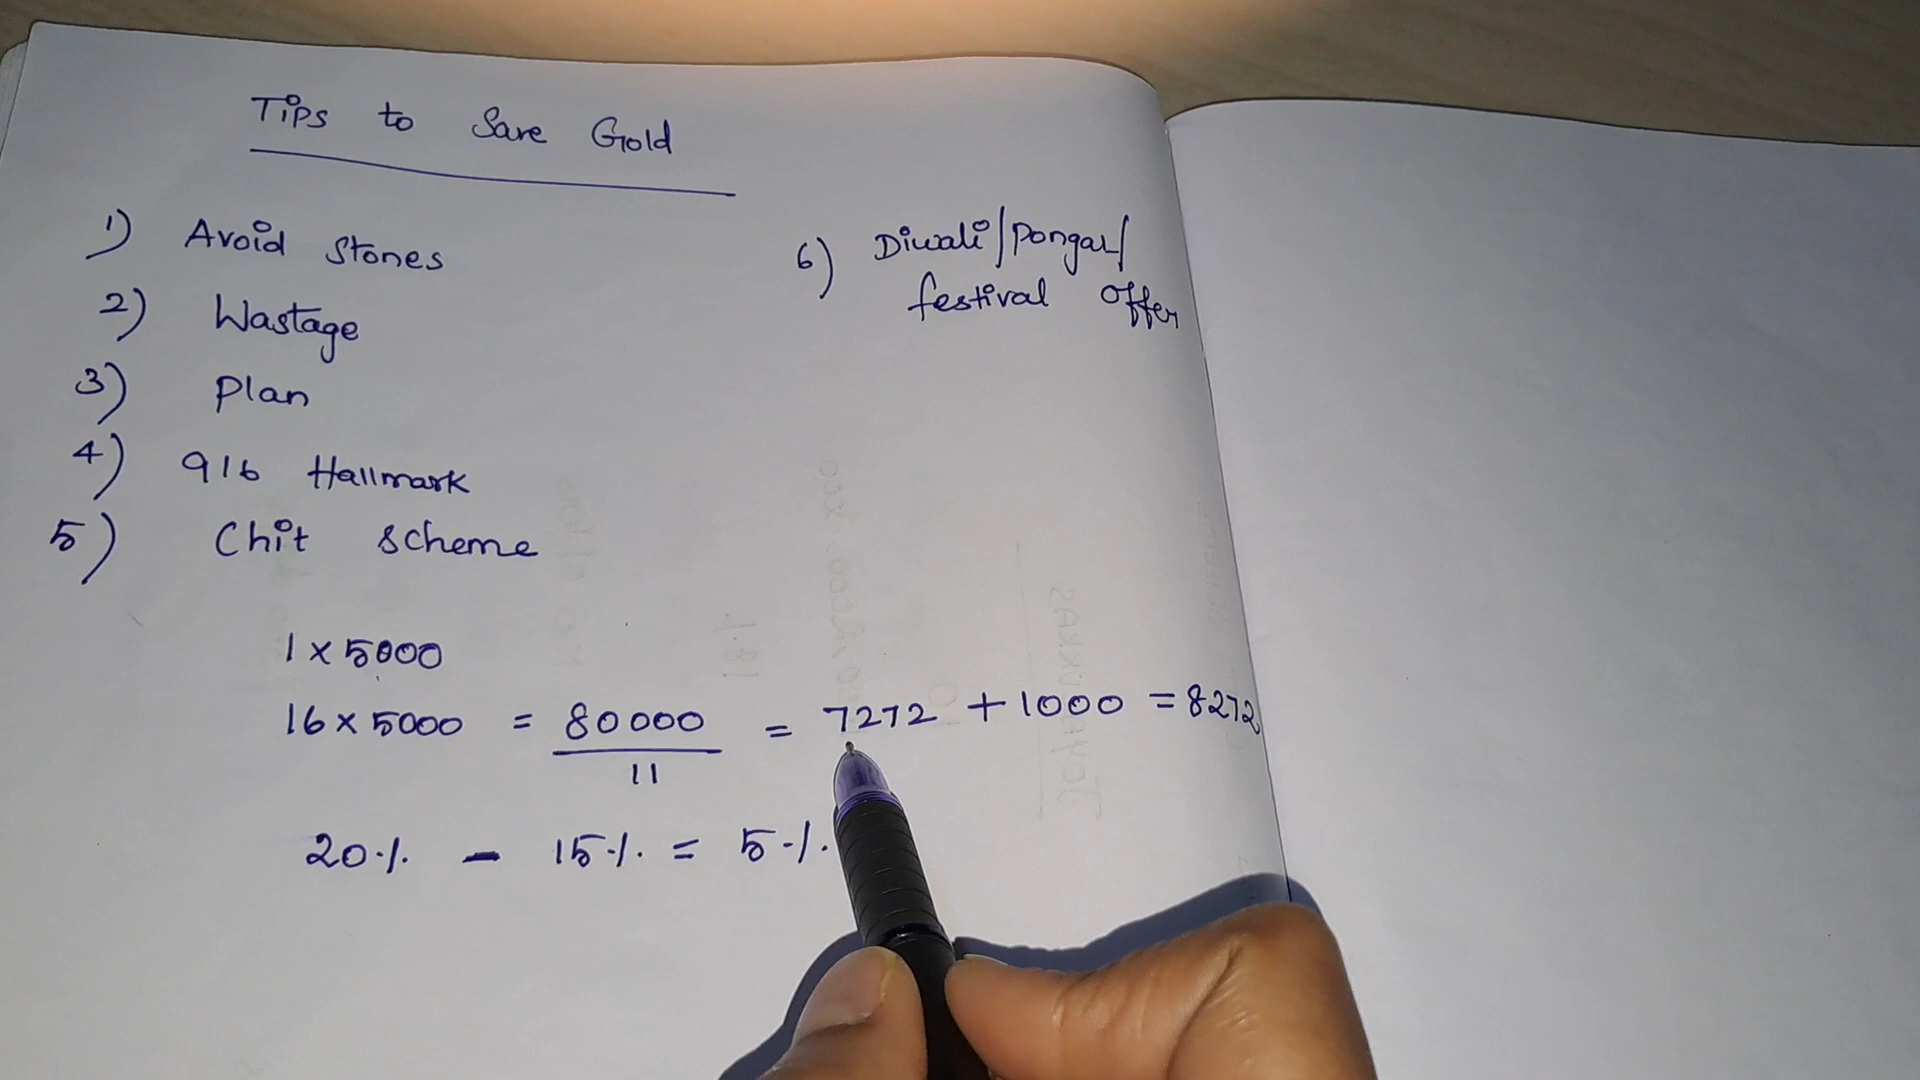 Tips to Save Gold
1) Avoid Stones
2) Wastage
3) Plan
4) 916 Hallmark
5) Chit scheme
6) Diwali/Pongal/
festival offer
1 x 5000
16 x 5000 = 80000 / 11 = 7272 + 1000 = 8272
20% - 15% = 5%